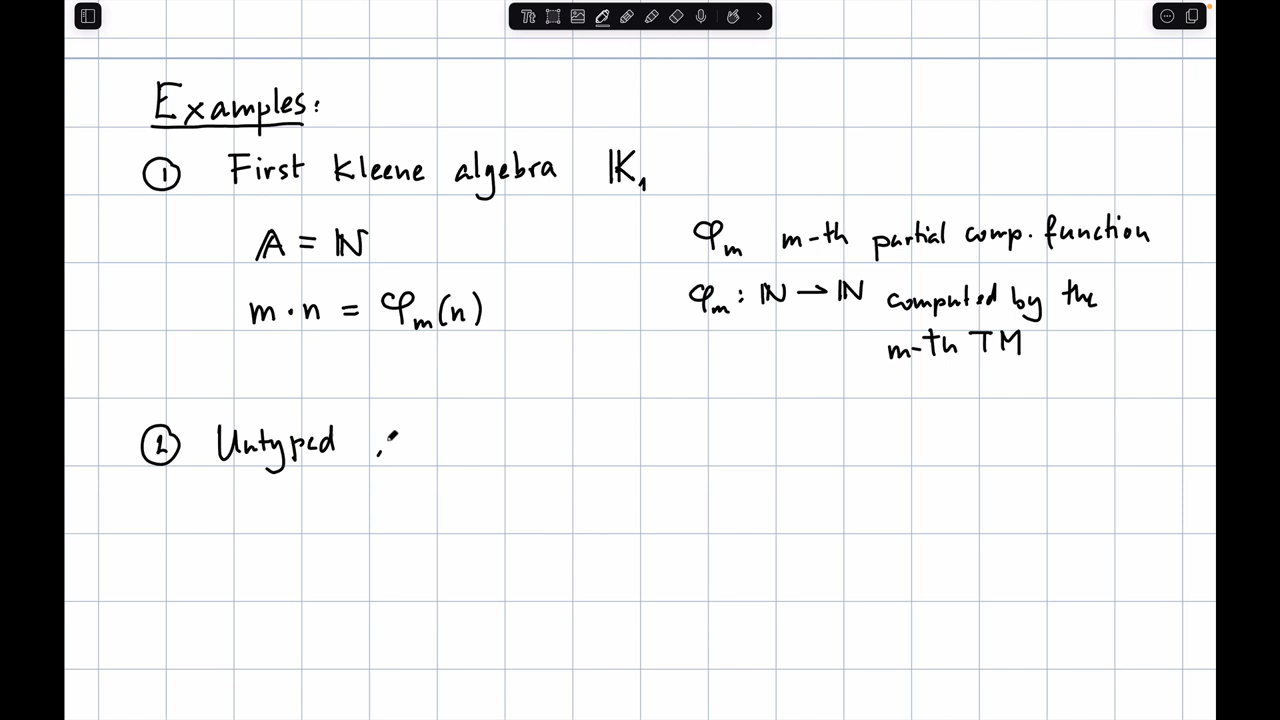 Examples:
① First Kleene algebra 𝕂₁
𝔸 = ℕ
m · n = φₘ(n)
φₘ m-th partial comp. function
φₘ : ℕ → ℕ computed by the
m-th TM
② Untyped